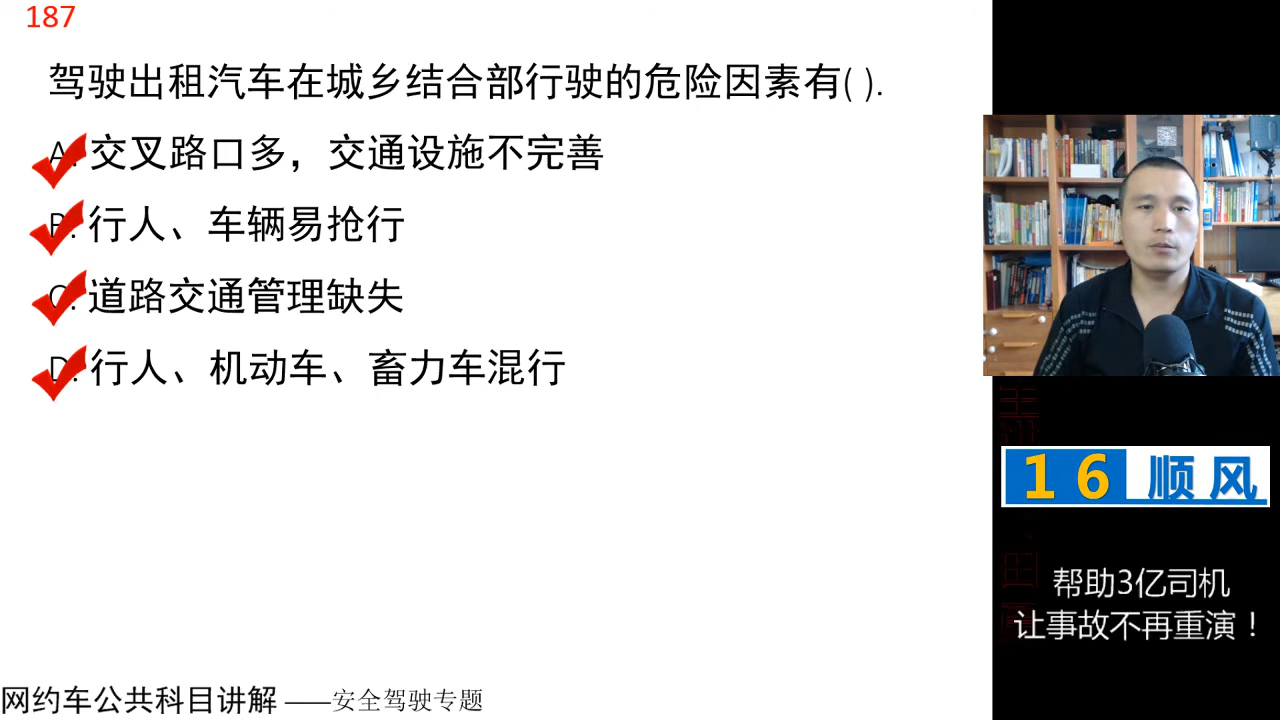 187
驾驶出租汽车在城乡结合部行驶的危险因素有( ).
A. 交叉路口多，交通设施不完善
B. 行人、车辆易抢行
C. 道路交通管理缺失
D. 行人、机动车、畜力车混行
16 顺风
帮助3亿司机
让事故不再重演！
网约车公共科目讲解 ——安全驾驶专题